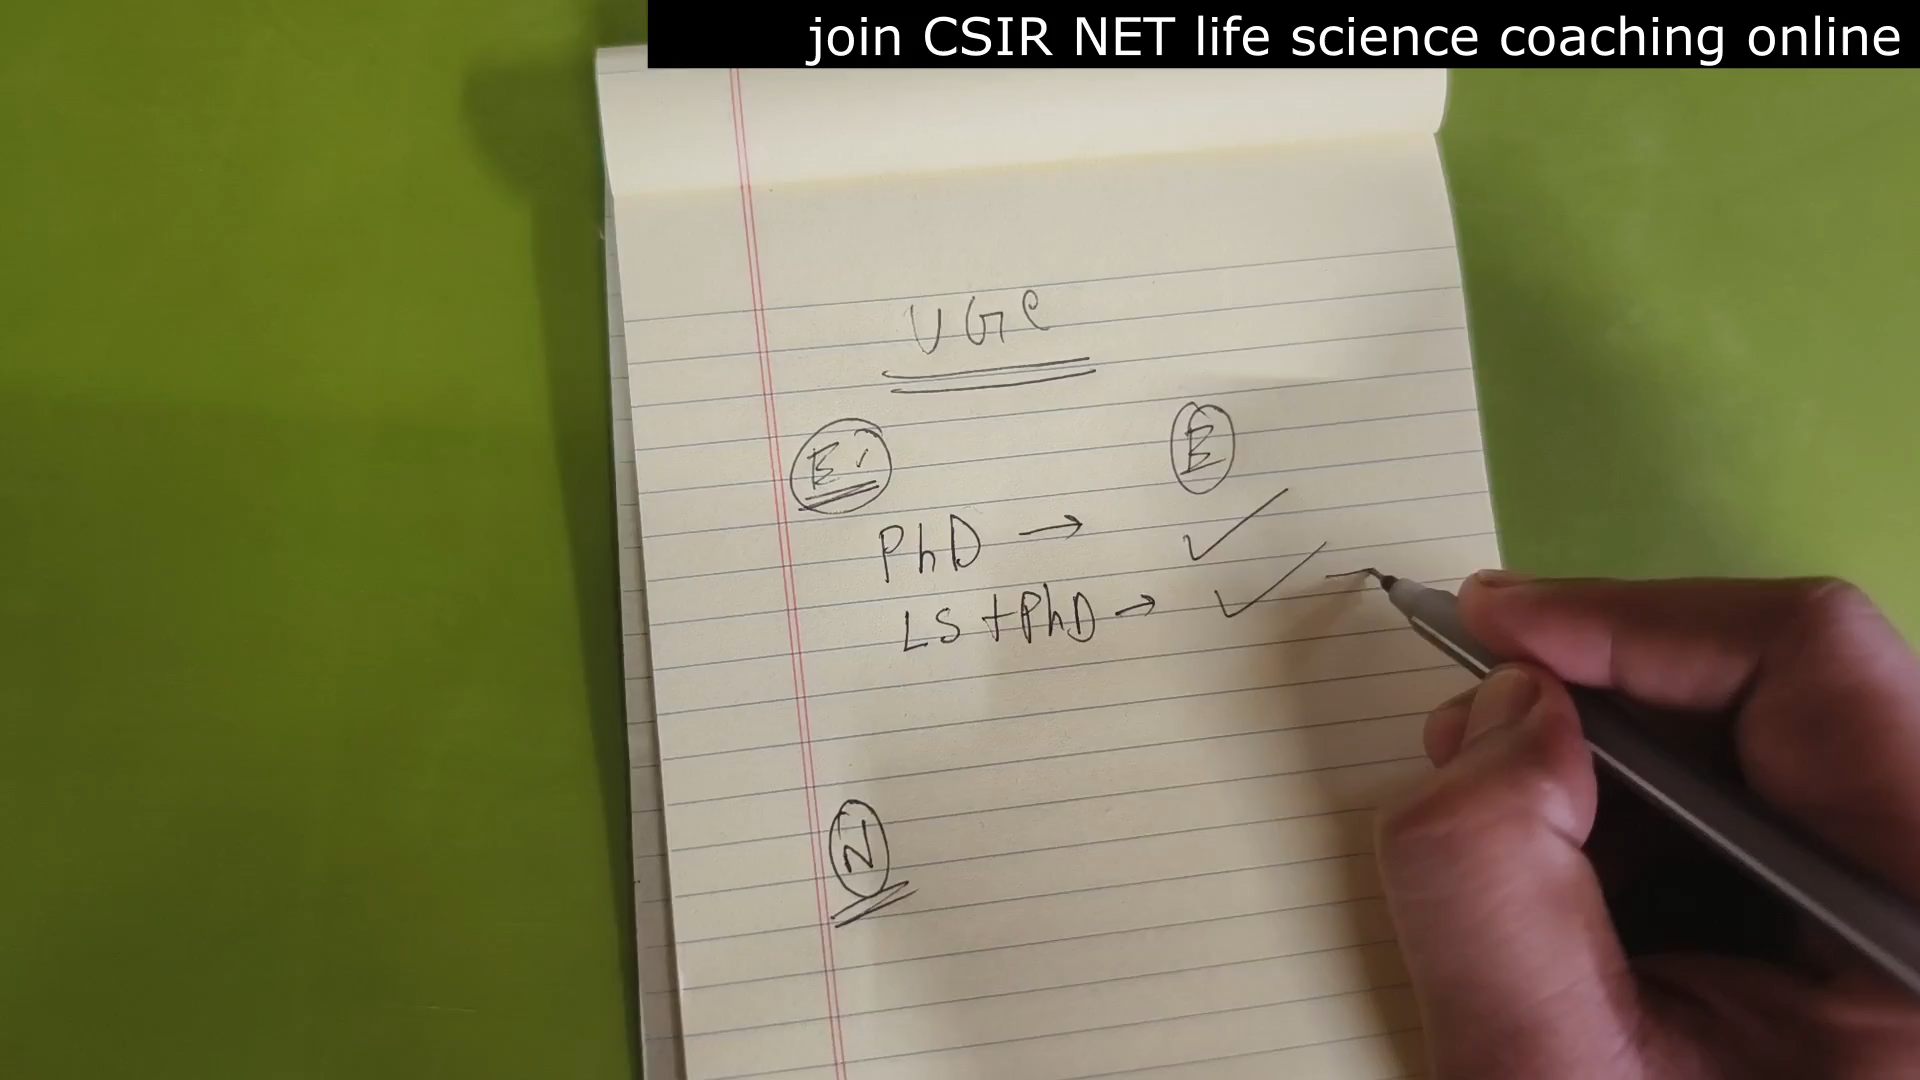 join CSIR NET life science coaching online
UGC
E E
PhD →
LS + PhD →
N